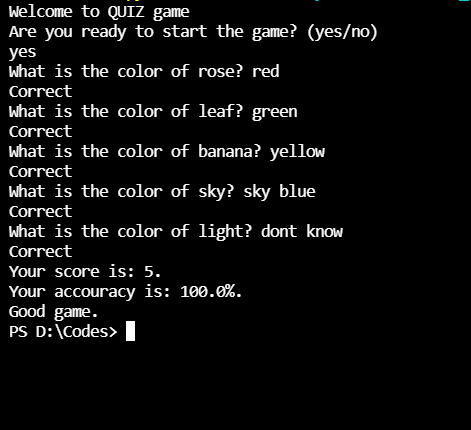 Welcome to QUIZ game
Are you ready to start the game? (yes/no)
yes
What is the color of rose? red
Correct
What is the color of leaf? green
Correct
What is the color of banana? yellow
Correct
What is the color of sky? sky blue
Correct
What is the color of light? dont know
Correct
Your score is: 5.
Your accouracy is: 100.0%.
Good game.
PS D:\Codes>